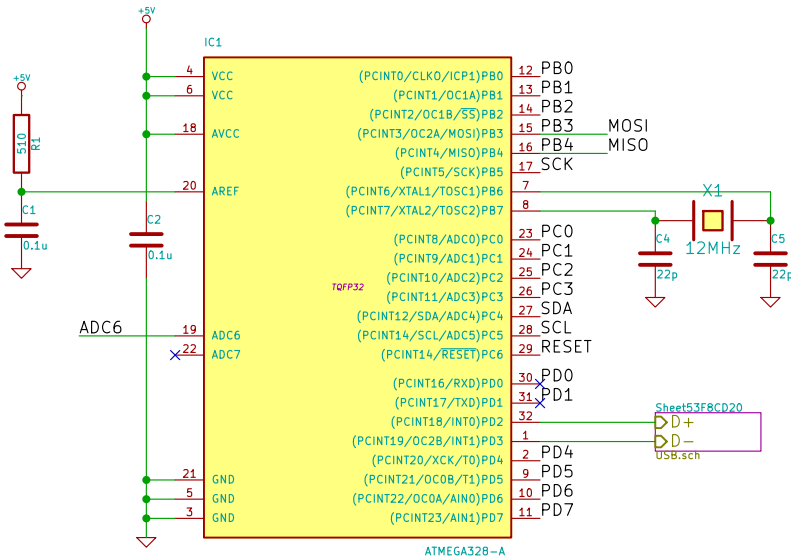 +5V
IC1
+5V
510
R1
C1
0.1u
C2
0.1u
ADC6
4 VCC
6 VCC
18 AVCC
20 AREF
19 ADC6
22 ADC7
21 GND
5 GND
3 GND
TQFP32
(PCINT0/CLKO/ICP1)PB0 12 PB0
(PCINT1/OC1A)PB1 13 PB1
(PCINT2/OC1B/SS)PB2 14 PB2
(PCINT3/OC2A/MOSI)PB3 15 PB3 MOSI
(PCINT4/MISO)PB4 16 PB4 MISO
(PCINT5/SCK)PB5 17 SCK
(PCINT6/XTAL1/TOSC1)PB6 7
(PCINT7/XTAL2/TOSC2)PB7 8
(PCINT8/ADC0)PC0 23 PC0
(PCINT9/ADC1)PC1 24 PC1
(PCINT10/ADC2)PC2 25 PC2
(PCINT11/ADC3)PC3 26 PC3
(PCINT12/SDA/ADC4)PC4 27 SDA
(PCINT14/SCL/ADC5)PC5 28 SCL
(PCINT14/RESET)PC6 29 RESET
(PCINT16/RXD)PD0 30 PD0
(PCINT17/TXD)PD1 31 PD1
(PCINT18/INT0)PD2 32
(PCINT19/OC2B/INT1)PD3 1
(PCINT20/XCK/T0)PD4 2 PD4
(PCINT21/OC0B/T1)PD5 9 PD5
(PCINT22/OC0A/AIN0)PD6 10 PD6
(PCINT23/AIN1)PD7 11 PD7
ATMEGA328-A
X1
12MHz
C4
22p
C5
22p
Sheet53F8CD20
D+
D-
USB.sch